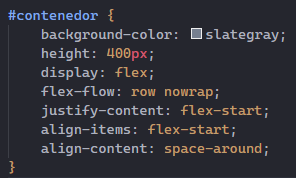 #contenedor {
background-color: slategray;
height: 400px;
display: flex;
flex-flow: row nowrap;
justify-content: flex-start;
align-items: flex-start;
align-content: space-around;
}